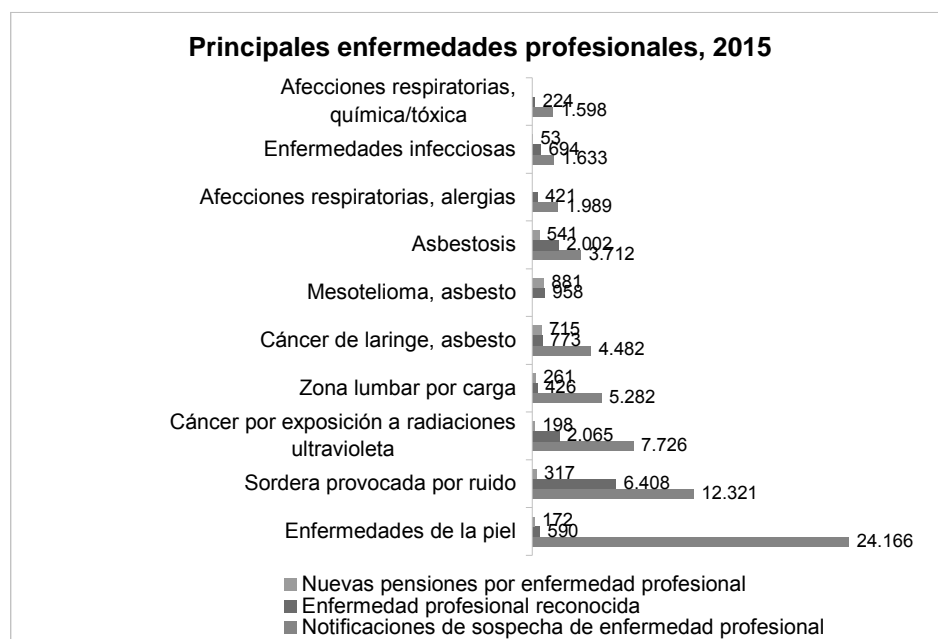 Principales enfermedades profesionales, 2015
Afecciones respiratorias,
química/tóxica
224
1.598
Enfermedades infecciosas
53
694
1.633
Afecciones respiratorias, alergias
421
1.989
Asbestosis
541
2.002
3.712
Mesotelioma, asbesto
881
958
Cáncer de laringe, asbesto
715
773
4.482
Zona lumbar por carga
261
426
5.282
Cáncer por exposición a radiaciones
ultravioleta
198
2.065
7.726
Sordera provocada por ruido
317
6.408
12.321
Enfermedades de la piel
172
590
24.166
Nuevas pensiones por enfermedad profesional
Enfermedad profesional reconocida
Notificaciones de sospecha de enfermedad profesional